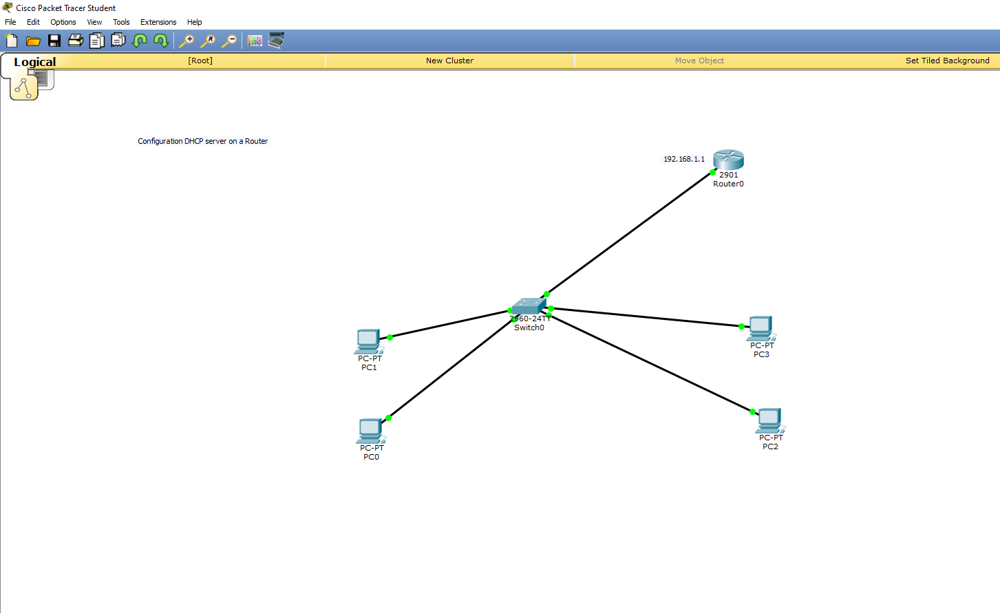 Cisco Packet Tracer Student
File Edit Options View Tools Extensions Help
R
Logical [Root] New Cluster Move Object Set Tiled Background
Configuration DHCP server on a Router
192.168.1.1
2901
Router0
2960-24TT
Switch0
PC-PT
PC1
PC-PT
PC3
PC-PT
PC0
PC-PT
PC2